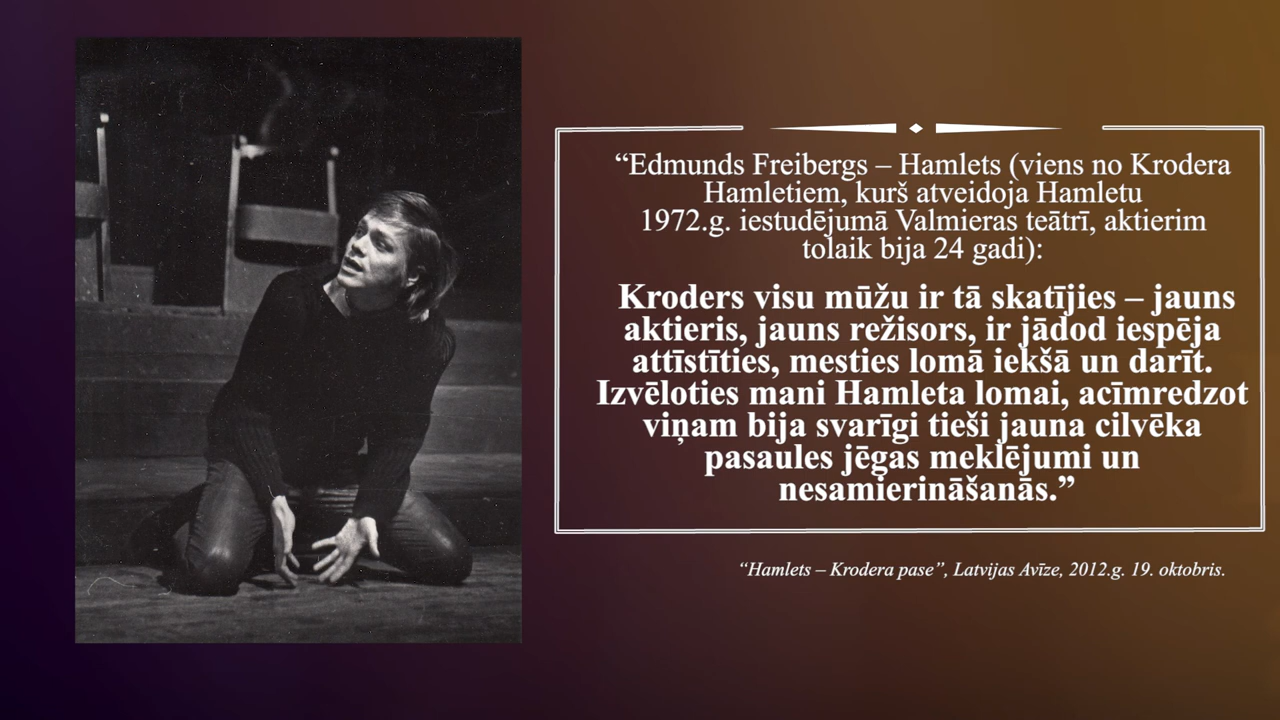 “Edmunds Freibergs – Hamlets (viens no Krodera
Hamletiem, kurš atveidoja Hamletu
1972.g. iestudējumā Valmieras teātrī, aktierim
tolaik bija 24 gadi):
Kroders visu mūžu ir tā skatījies – jauns
aktieris, jauns režisors, ir jādod iespēja
attīstīties, mesties lomā iekšā un darīt.
Izvēloties mani Hamleta lomai, acīmredzot
viņam bija svarīgi tieši jauna cilvēka
pasaules jēgas meklējumi un
nesamierināšanās.”
“Hamlets – Krodera pase”, Latvijas Avīze, 2012.g. 19. oktobris.